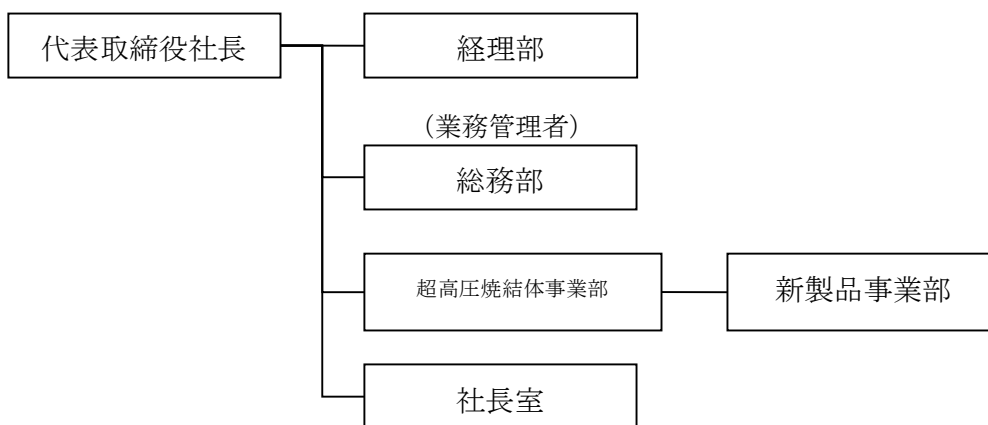 代表取締役社長
経理部
（業務管理者）
総務部
超高圧焼結体事業部
新製品事業部
社長室